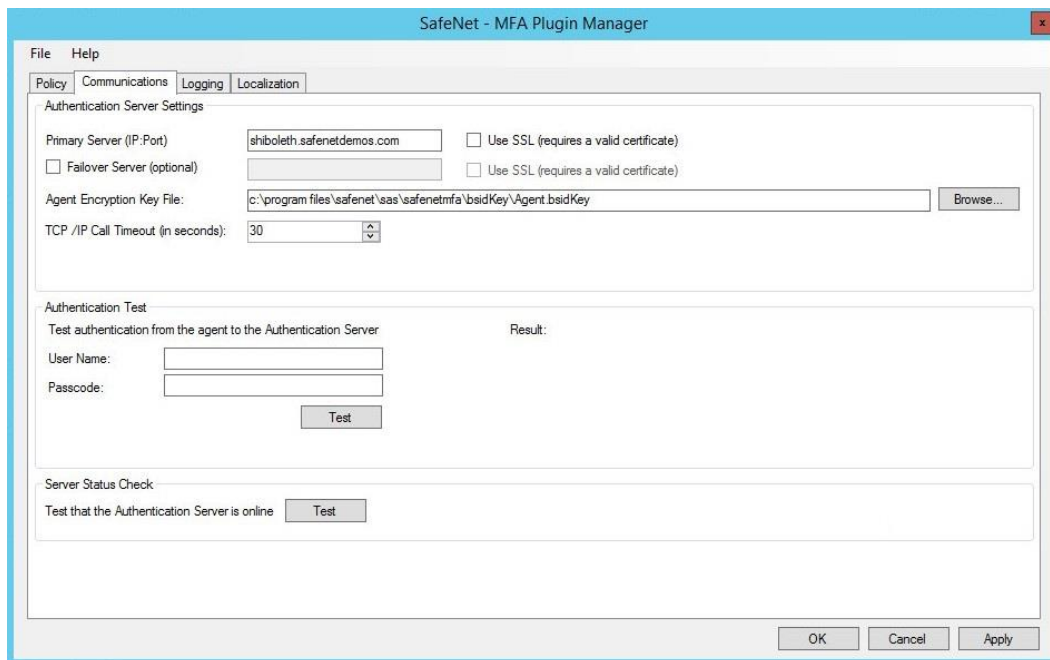 SafeNet - MFA Plugin Manager
x
File Help
Policy Communications Logging Localization
Authentication Server Settings
Primary Server (IP:Port) shiboleth.safenetdemos.com Use SSL (requires a valid certificate)
Failover Server (optional) Use SSL (requires a valid certificate)
Agent Encryption Key File: c:\program files\safenet\sas\safenetmfa\bsidKey\Agent.bsidKey Browse...
TCP /IP Call Timeout (in seconds): 30
Authentication Test
Test authentication from the agent to the Authentication Server Result:
User Name:
Passcode:
Test
Server Status Check
Test that the Authentication Server is online Test
OK Cancel Apply